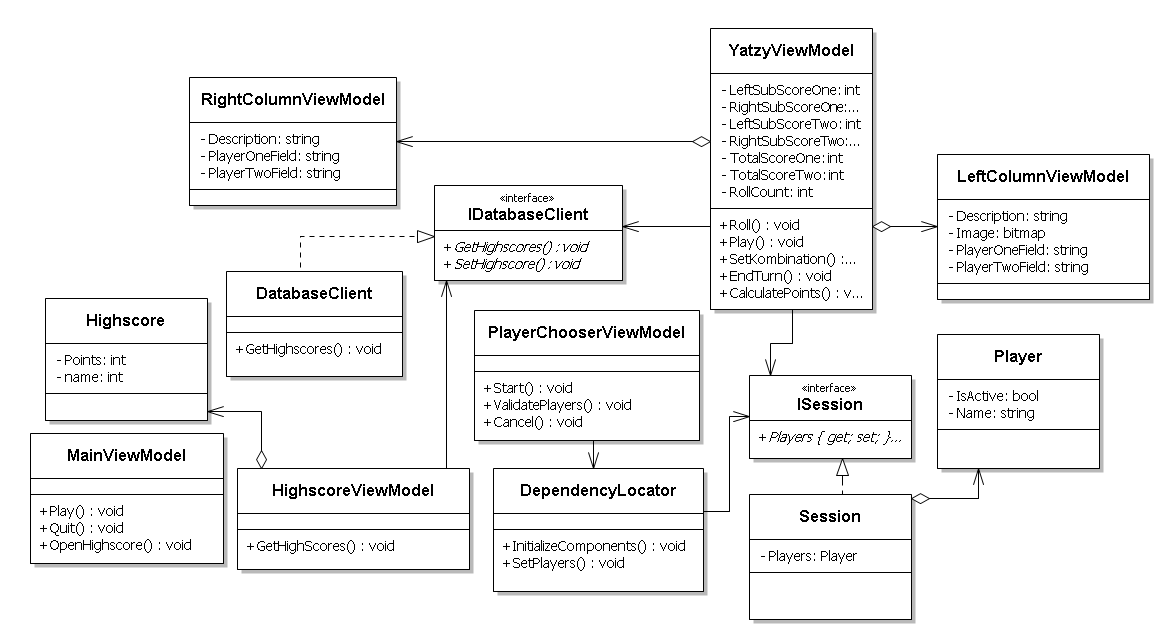 YatzyViewModel
- LeftSubScoreOne: int
- RightSubScoreOne:...
- LeftSubScoreTwo: int
- RightSubScoreTwo:...
- TotalScoreOne: int
- TotalScoreTwo: int
- RollCount: int
+ Roll() : void
+ Play() : void
+ SetKombination() :...
+ EndTurn() : void
+ CalculatePoints() : v...
RightColumnViewModel
- Description: string
- PlayerOneField: string
- PlayerTwoField: string
LeftColumnViewModel
- Description: string
- Image: bitmap
- PlayerOneField: string
- PlayerTwoField: string
«interface»
IDatabaseClient
+ GetHighscores() : void
+ SetHighscore() : void
DatabaseClient
+ GetHighscores() : void
Highscore
- Points: int
- name: int
PlayerChooserViewModel
+ Start() : void
+ ValidatePlayers() : void
+ Cancel() : void
Player
- IsActive: bool
- Name: string
«interface»
ISession
+ Players { get; set; }...
MainViewModel
+ Play() : void
+ Quit() : void
+ OpenHighscore() : void
HighscoreViewModel
+ GetHighScores() : void
DependencyLocator
+ InitializeComponents() : void
+ SetPlayers() : void
Session
- Players: Player